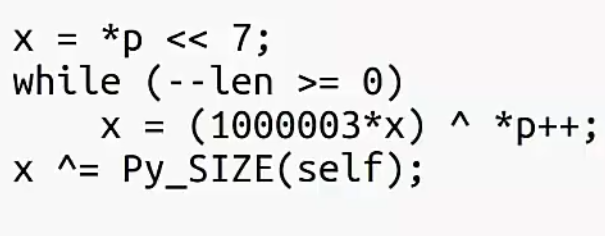 x = *p << 7;
while (--len >= 0)
    x = (1000003*x) ^ *p++;
x ^= Py_SIZE(self);